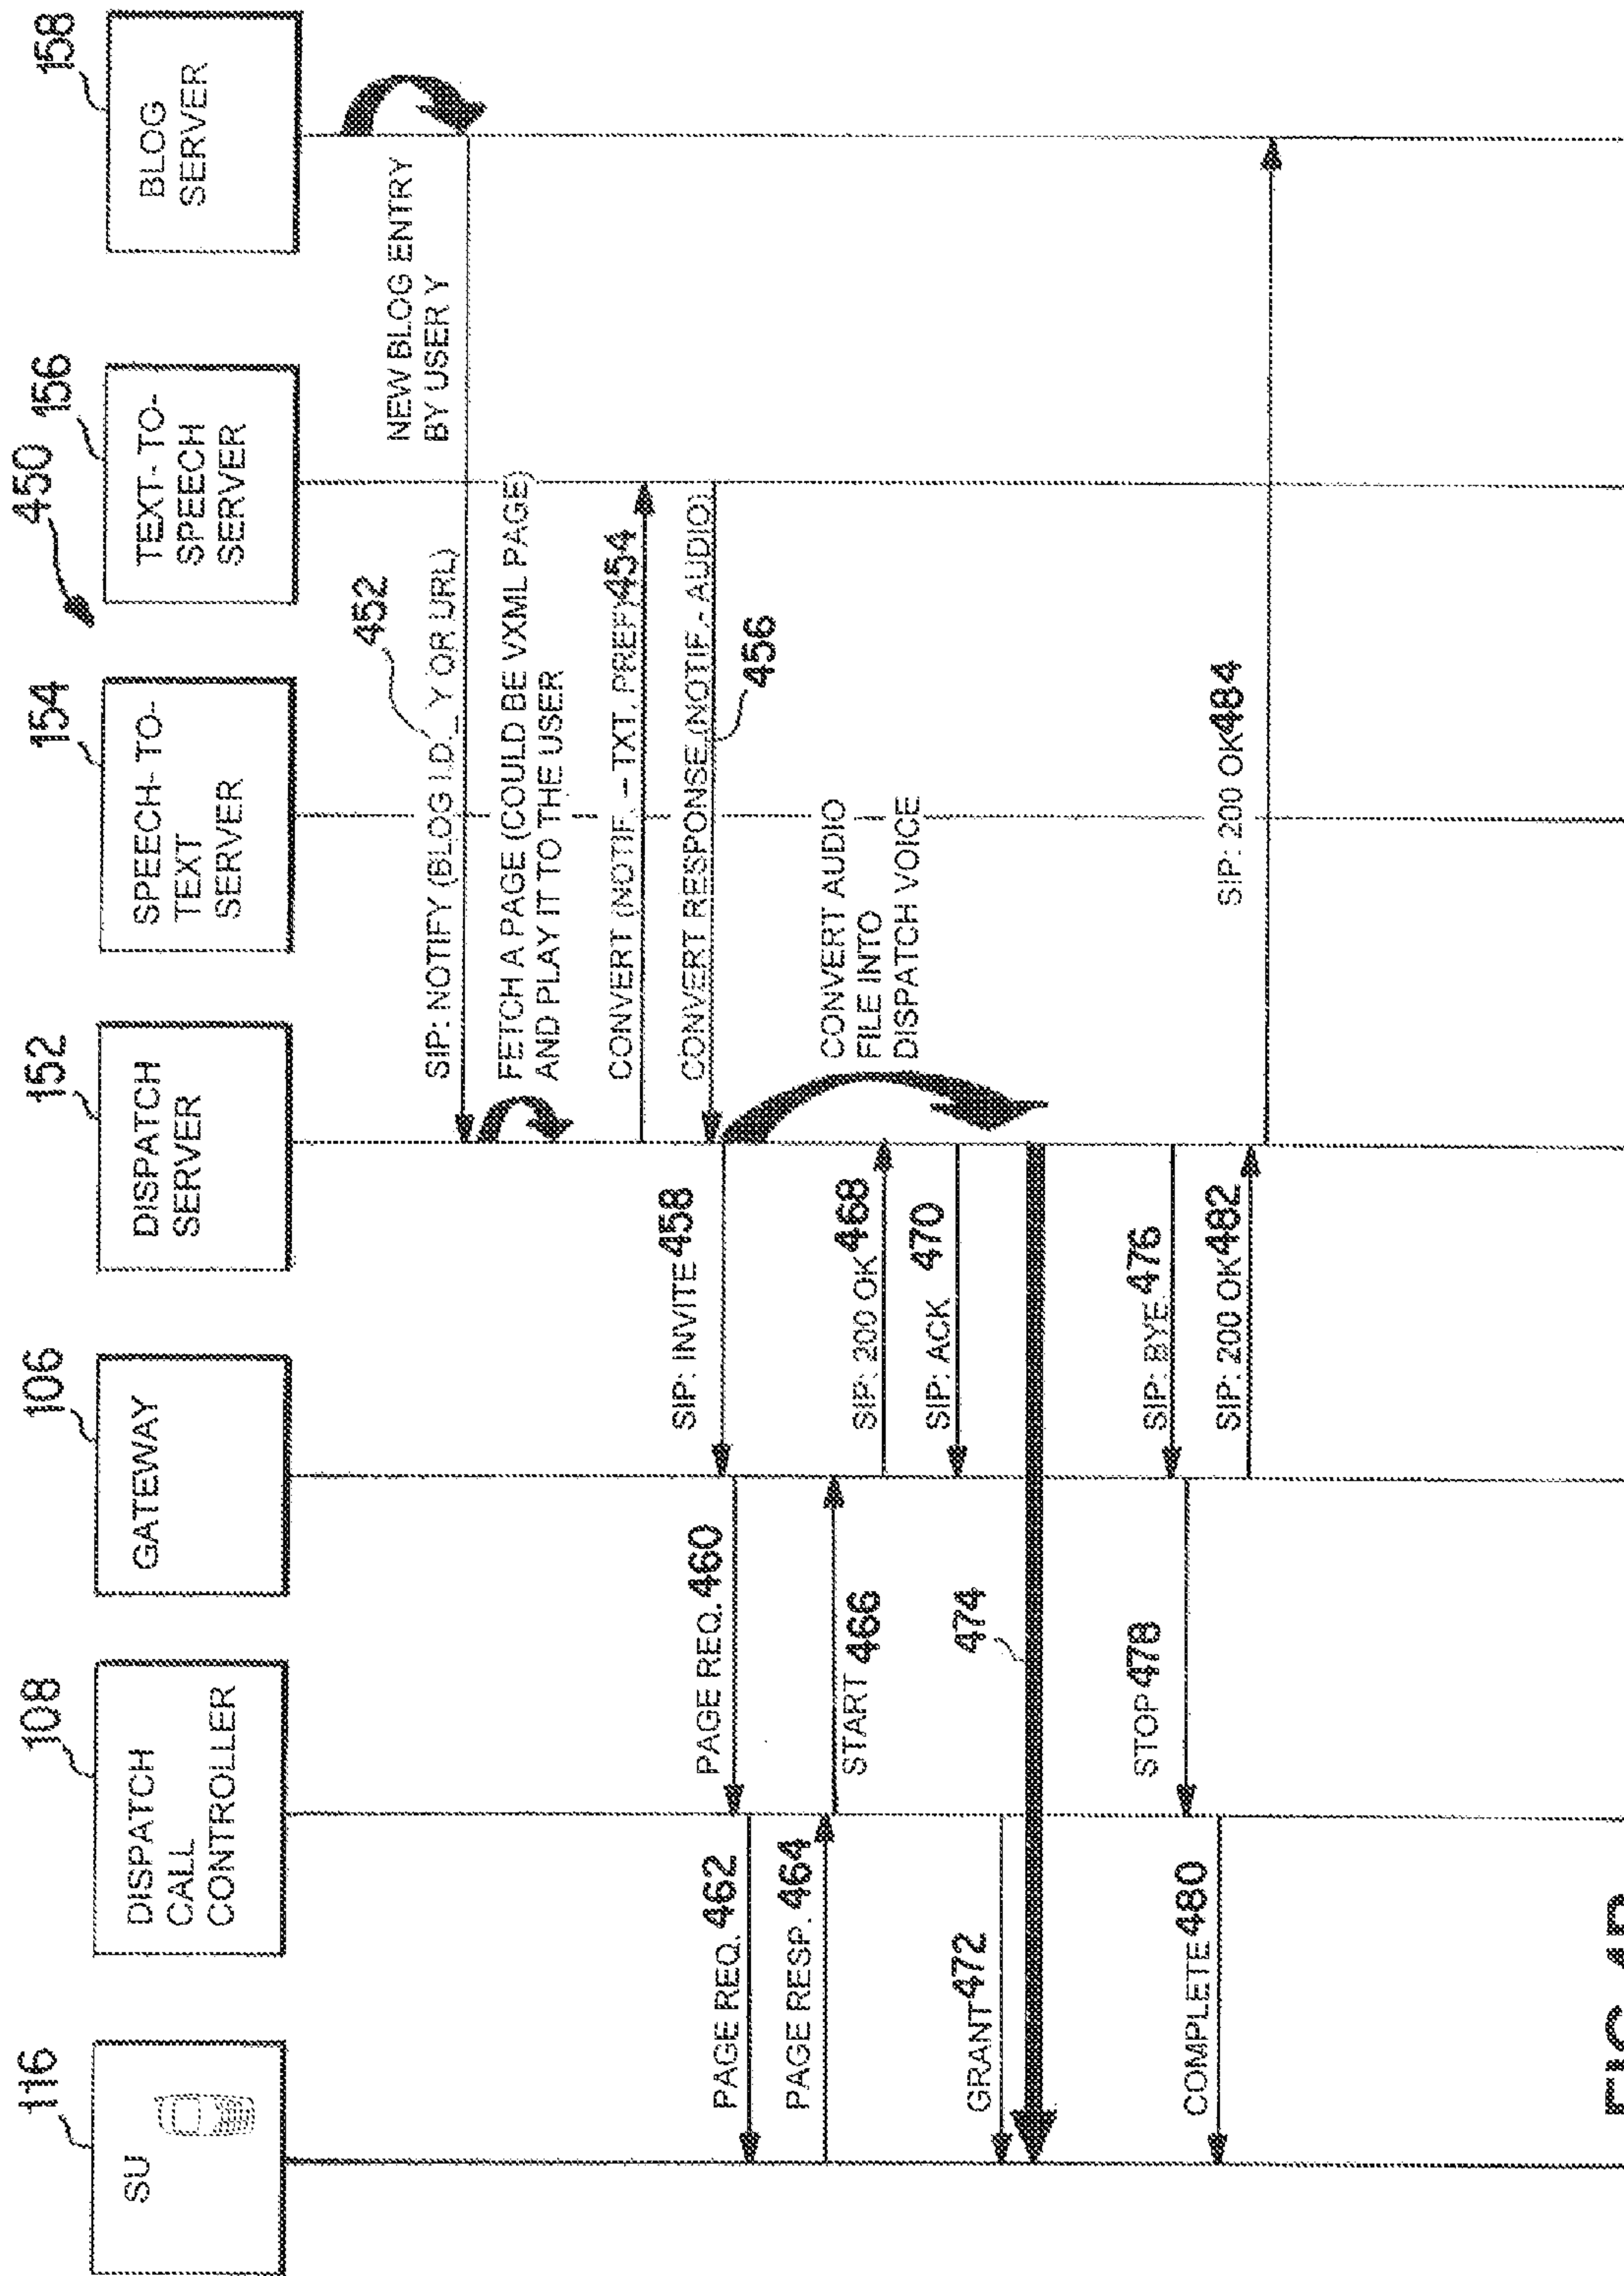 450
116
SU
108
DISPATCH
CALL
CONTROLLER
106
GATEWAY
152
DISPATCH
SERVER
154
SPEECH-TO-
TEXT
SERVER
156
TEXT-TO-
SPEECH
SERVER
158
BLOG
SERVER
NEW BLOG ENTRY
BY USER Y
452
SIP: NOTIFY (BLOG I.D._Y OR URL)
FETCH A PAGE (COULD BE VXML PAGE)
AND PLAY IT TO THE USER
CONVERT (NOTIF. - TXT, PREF) 454
CONVERT RESPONSE (NOTIF. - AUDIO)
456
SIP: INVITE 458
PAGE REQ. 460
PAGE REQ. 462
PAGE RESP. 464
START 466
CONVERT AUDIO
FILE INTO
DISPATCH VOICE
SIP: 200 OK 468
SIP: ACK 470
GRANT 472
474
SIP: BYE 476
STOP 478
COMPLETE 480
SIP: 200 OK 482
SIP: 200 OK 484